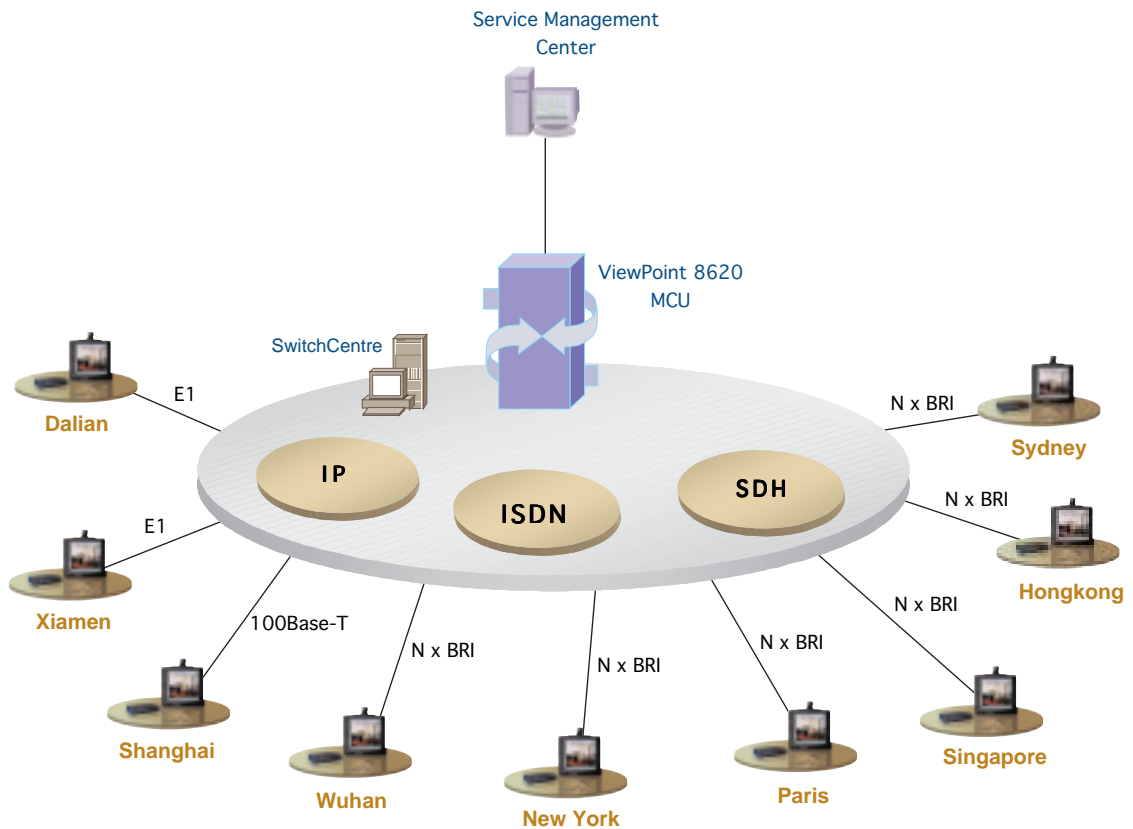 Service Management
Center
ViewPoint 8620
MCU
SwitchCentre
Dalian
E1
N x BRI
Sydney
IP
ISDN
SDH
E1
Xiamen
N x BRI
Hongkong
100Base-T
Shanghai
N x BRI
Wuhan
N x BRI
New York
N x BRI
Paris
N x BRI
Singapore